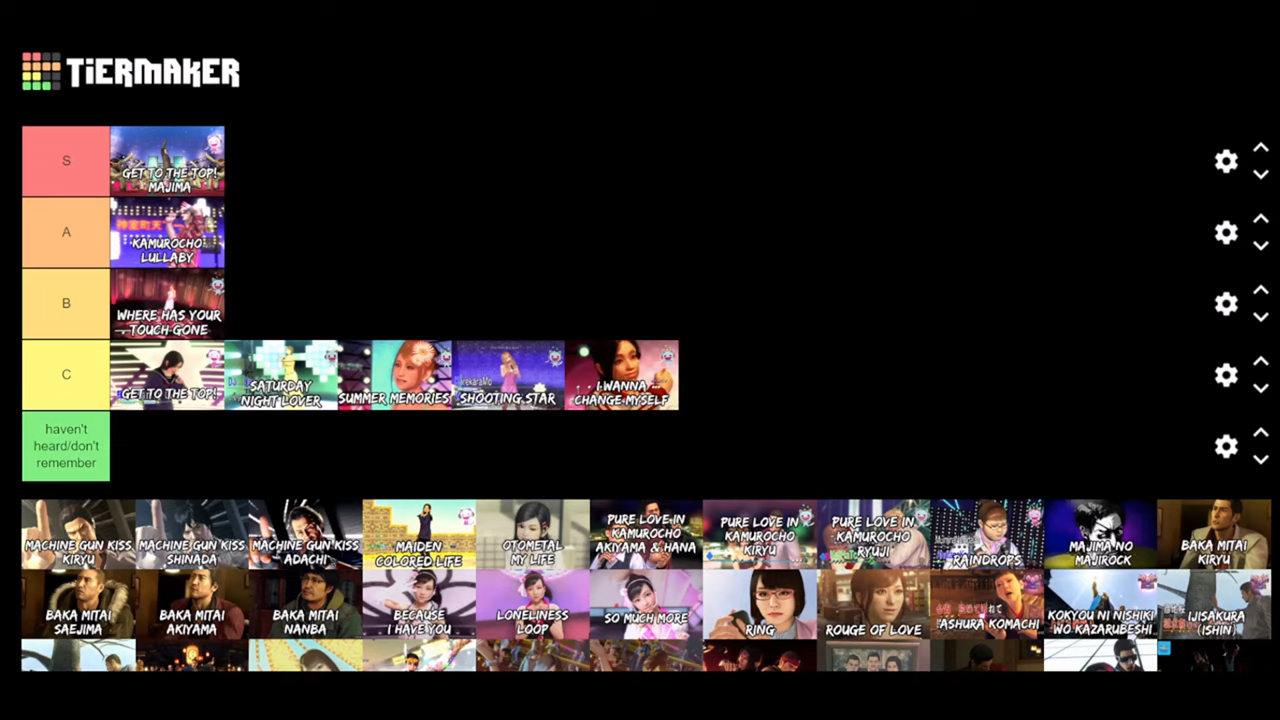 TiERMAKER
S
GET TO THE TOP!
MAJIMA
A
KAMUROCHO
LULLABY
B
WHERE HAS YOUR
TOUCH GONE
C
GET TO THE TOP!
SATURDAY
NIGHT LOVER
SUMMER MEMORIES
SHOOTING STAR
I WANNA
CHANGE MYSELF
haven't
heard/don't
remember
MACHINE GUN KISS
KIRYU
MACHINE GUN KISS
SHINADA
MACHINE GUN KISS
ADACHI
MAIDEN
COLORED LIFE
OTOMETAL
MY LIFE
PURE LOVE IN
KAMUROCHO
AKIYAMA & HANA
PURE LOVE IN
KAMUROCHO
KIRYU
PURE LOVE IN
KAMUROCHO
RYUJI
RAINDROPS
MAJIMA NO
MAJIROCK
BAKA MITAI
KIRYU
BAKA MITAI
SAEJIMA
BAKA MITAI
AKIYAMA
BAKA MITAI
NANBA
BECAUSE
I HAVE YOU
LONELINESS
LOOP
SO MUCH MORE
RING
ROUGE OF LOVE
ASHURA KOMACHI
KOKYOU NI NISHIKI
WO KAZARUBESHI
IJISAKURA
(ISHIN)